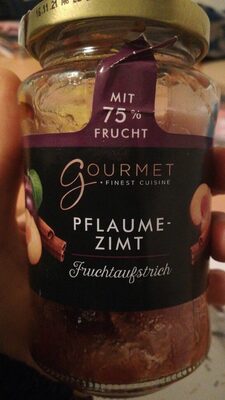 MIT
75%
FRUCHT
gOURMET
FINEST CUISINE
PFLAUME-
ZIMT
Fruchtaufstrich